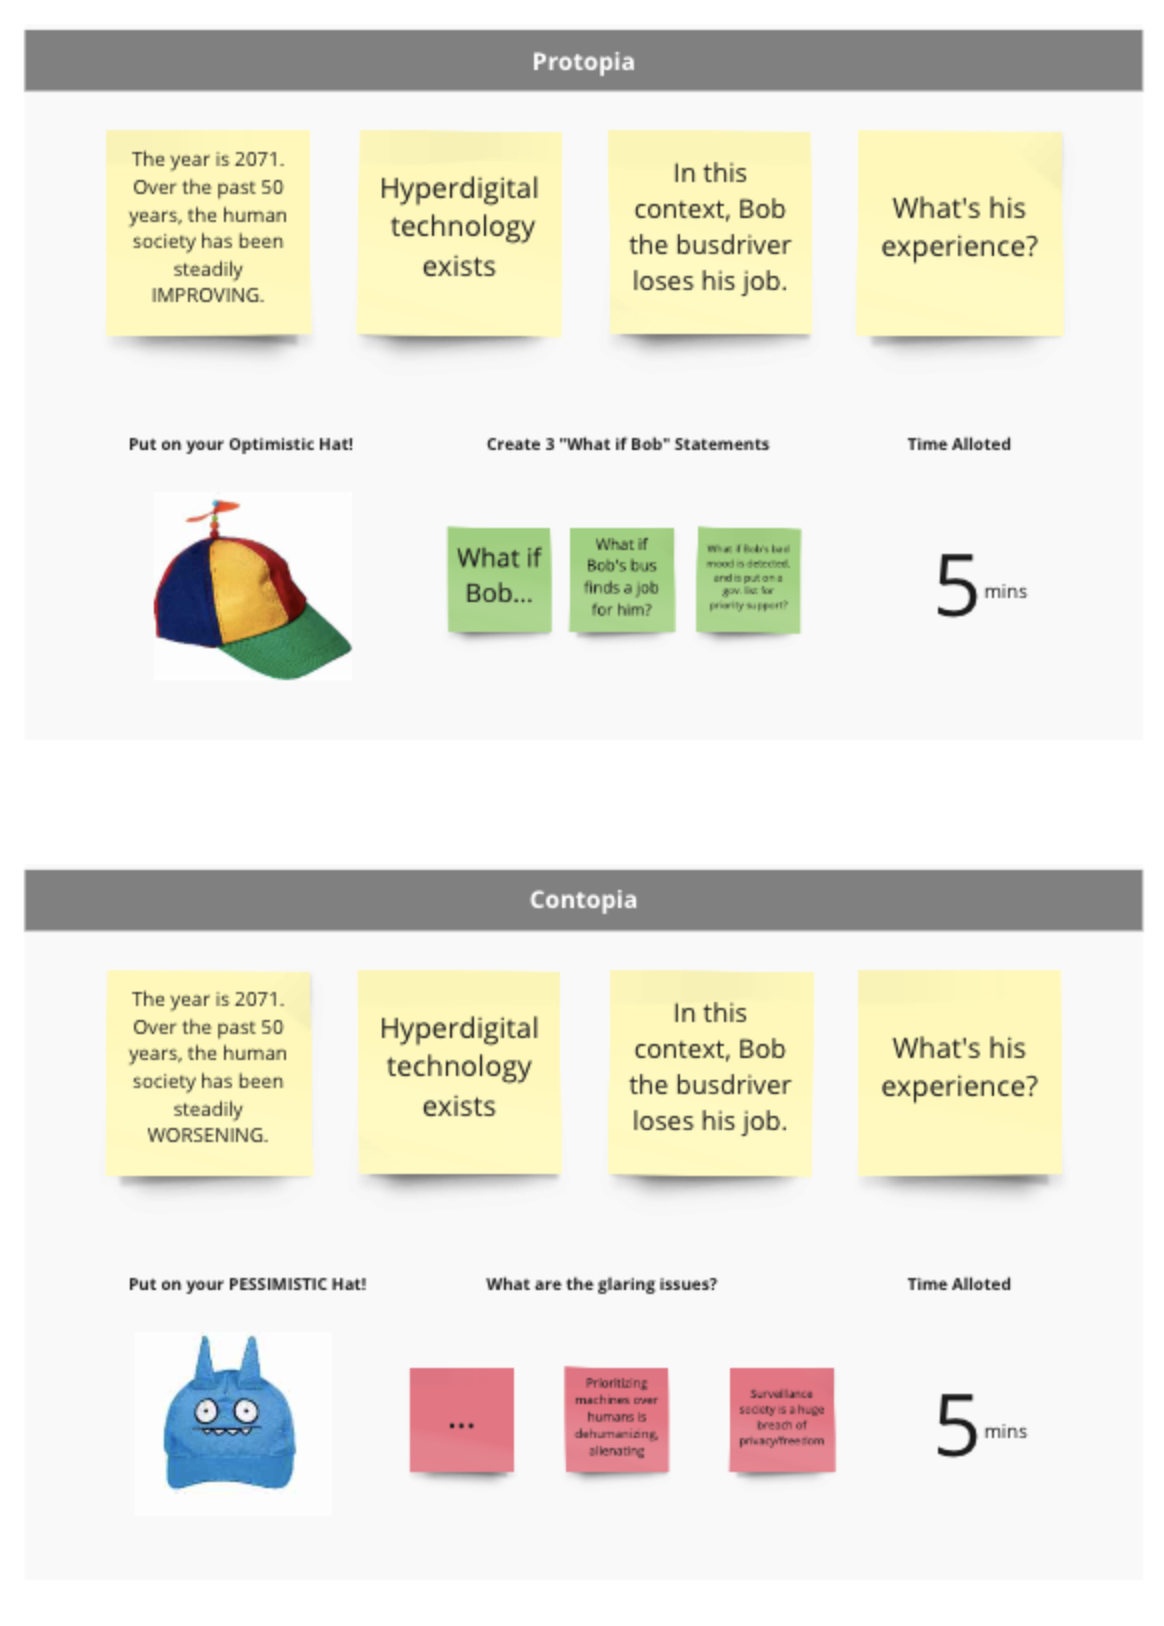 Protopia
The year is 2071.
Over the past 50
years, the human
society has been
steadily
IMPROVING.
Hyperdigital
technology
exists
In this
context, Bob
the busdriver
loses his job.
What's his
experience?
Put on your Optimistic Hat!
Create 3 "What if Bob" Statements
Time Alloted
What if
Bob...
What if
Bob's bus
finds a job
for him?
What if Bob's bad
mood is detected,
and is put on a
gov. list for
priority support?
5 mins
Contopia
The year is 2071.
Over the past 50
years, the human
society has been
steadily
WORSENING.
Hyperdigital
technology
exists
In this
context, Bob
the busdriver
loses his job.
What's his
experience?
Put on your PESSIMISTIC Hat!
What are the glaring issues?
Time Alloted
...
Prioritizing
machines over
humans is
dehumanizing,
alienating
Surveillance
society is a huge
breach of
privacy/freedom
5 mins